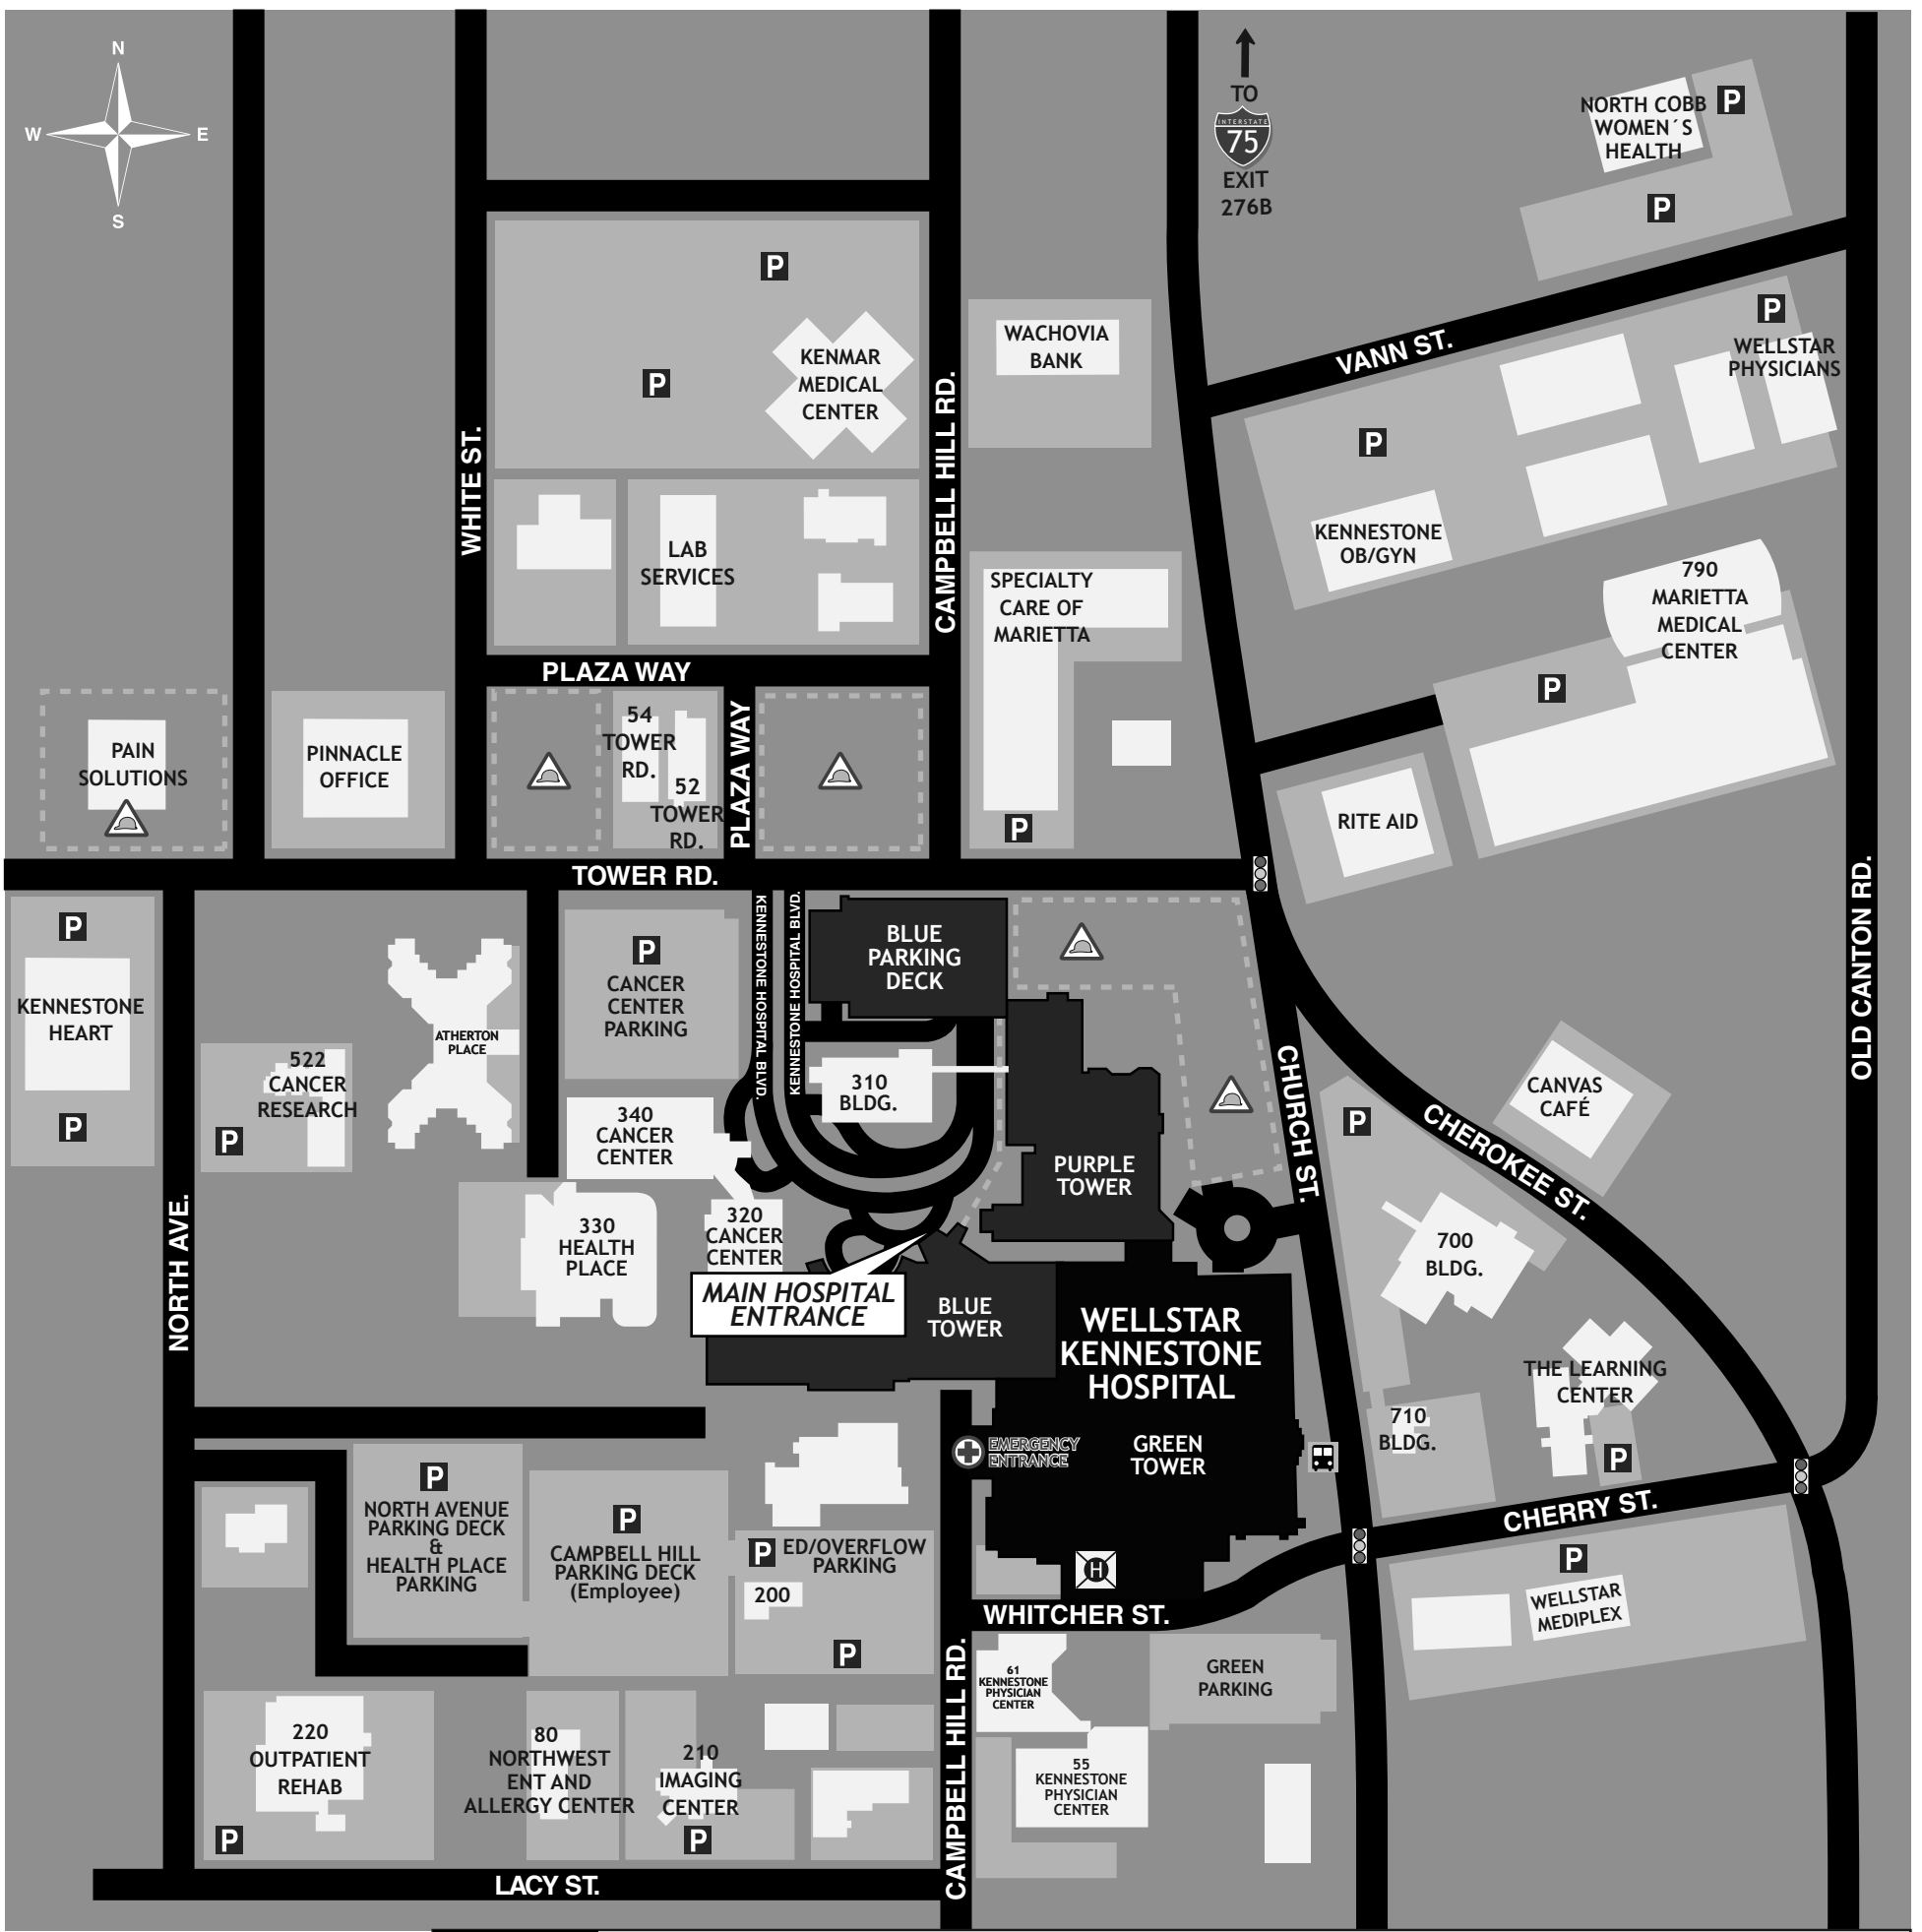 N
W
E
S
TO
INTERSTATE
75
EXIT
276B
NORTH COBB
WOMEN´S
HEALTH
P
P
P
KENMAR
MEDICAL
CENTER
P
WACHOVIA
BANK
VANN ST.
P
WELLSTAR
PHYSICIANS
P
KENNESTONE
OB/GYN
WHITE ST.
CAMPBELL HILL RD.
LAB
SERVICES
SPECIALTY
CARE OF
MARIETTA
P
790
MARIETTA
MEDICAL
CENTER
P
PLAZA WAY
PLAZA WAY
PAIN
SOLUTIONS
PINNACLE
OFFICE
54
TOWER
RD.
52
TOWER
RD.
RITE AID
TOWER RD.
OLD CANTON RD.
P
KENNESTONE
HEART
P
522
CANCER
RESEARCH
P
ATHERTON
PLACE
P
CANCER
CENTER
PARKING
KENNESTONE HOSPITAL BLVD.
KENNESTONE HOSPITAL BLVD.
BLUE
PARKING
DECK
310
BLDG.
340
CANCER
CENTER
PURPLE
TOWER
CHURCH ST.
P
CHEROKEE ST.
CANVAS
CAFÉ
NORTH AVE.
330
HEALTH
PLACE
320
CANCER
CENTER
MAIN HOSPITAL
ENTRANCE
BLUE
TOWER
WELLSTAR
KENNESTONE
HOSPITAL
700
BLDG.
THE LEARNING
CENTER
P
710
BLDG.
EMERGENCY
ENTRANCE
GREEN
TOWER
CHERRY ST.
P
NORTH AVENUE
PARKING DECK
&
HEALTH PLACE
PARKING
P
CAMPBELL HILL
PARKING DECK
(Employee)
P ED/OVERFLOW
PARKING
200
P
H
WHITCHER ST.
P
WELLSTAR
MEDIPLEX
61
KENNESTONE
PHYSICIAN
CENTER
GREEN
PARKING
CAMPBELL HILL RD.
220
OUTPATIENT
REHAB
P
80
NORTHWEST
ENT AND
ALLERGY CENTER
210
IMAGING
CENTER
P
55
KENNESTONE
PHYSICIAN
CENTER
LACY ST.